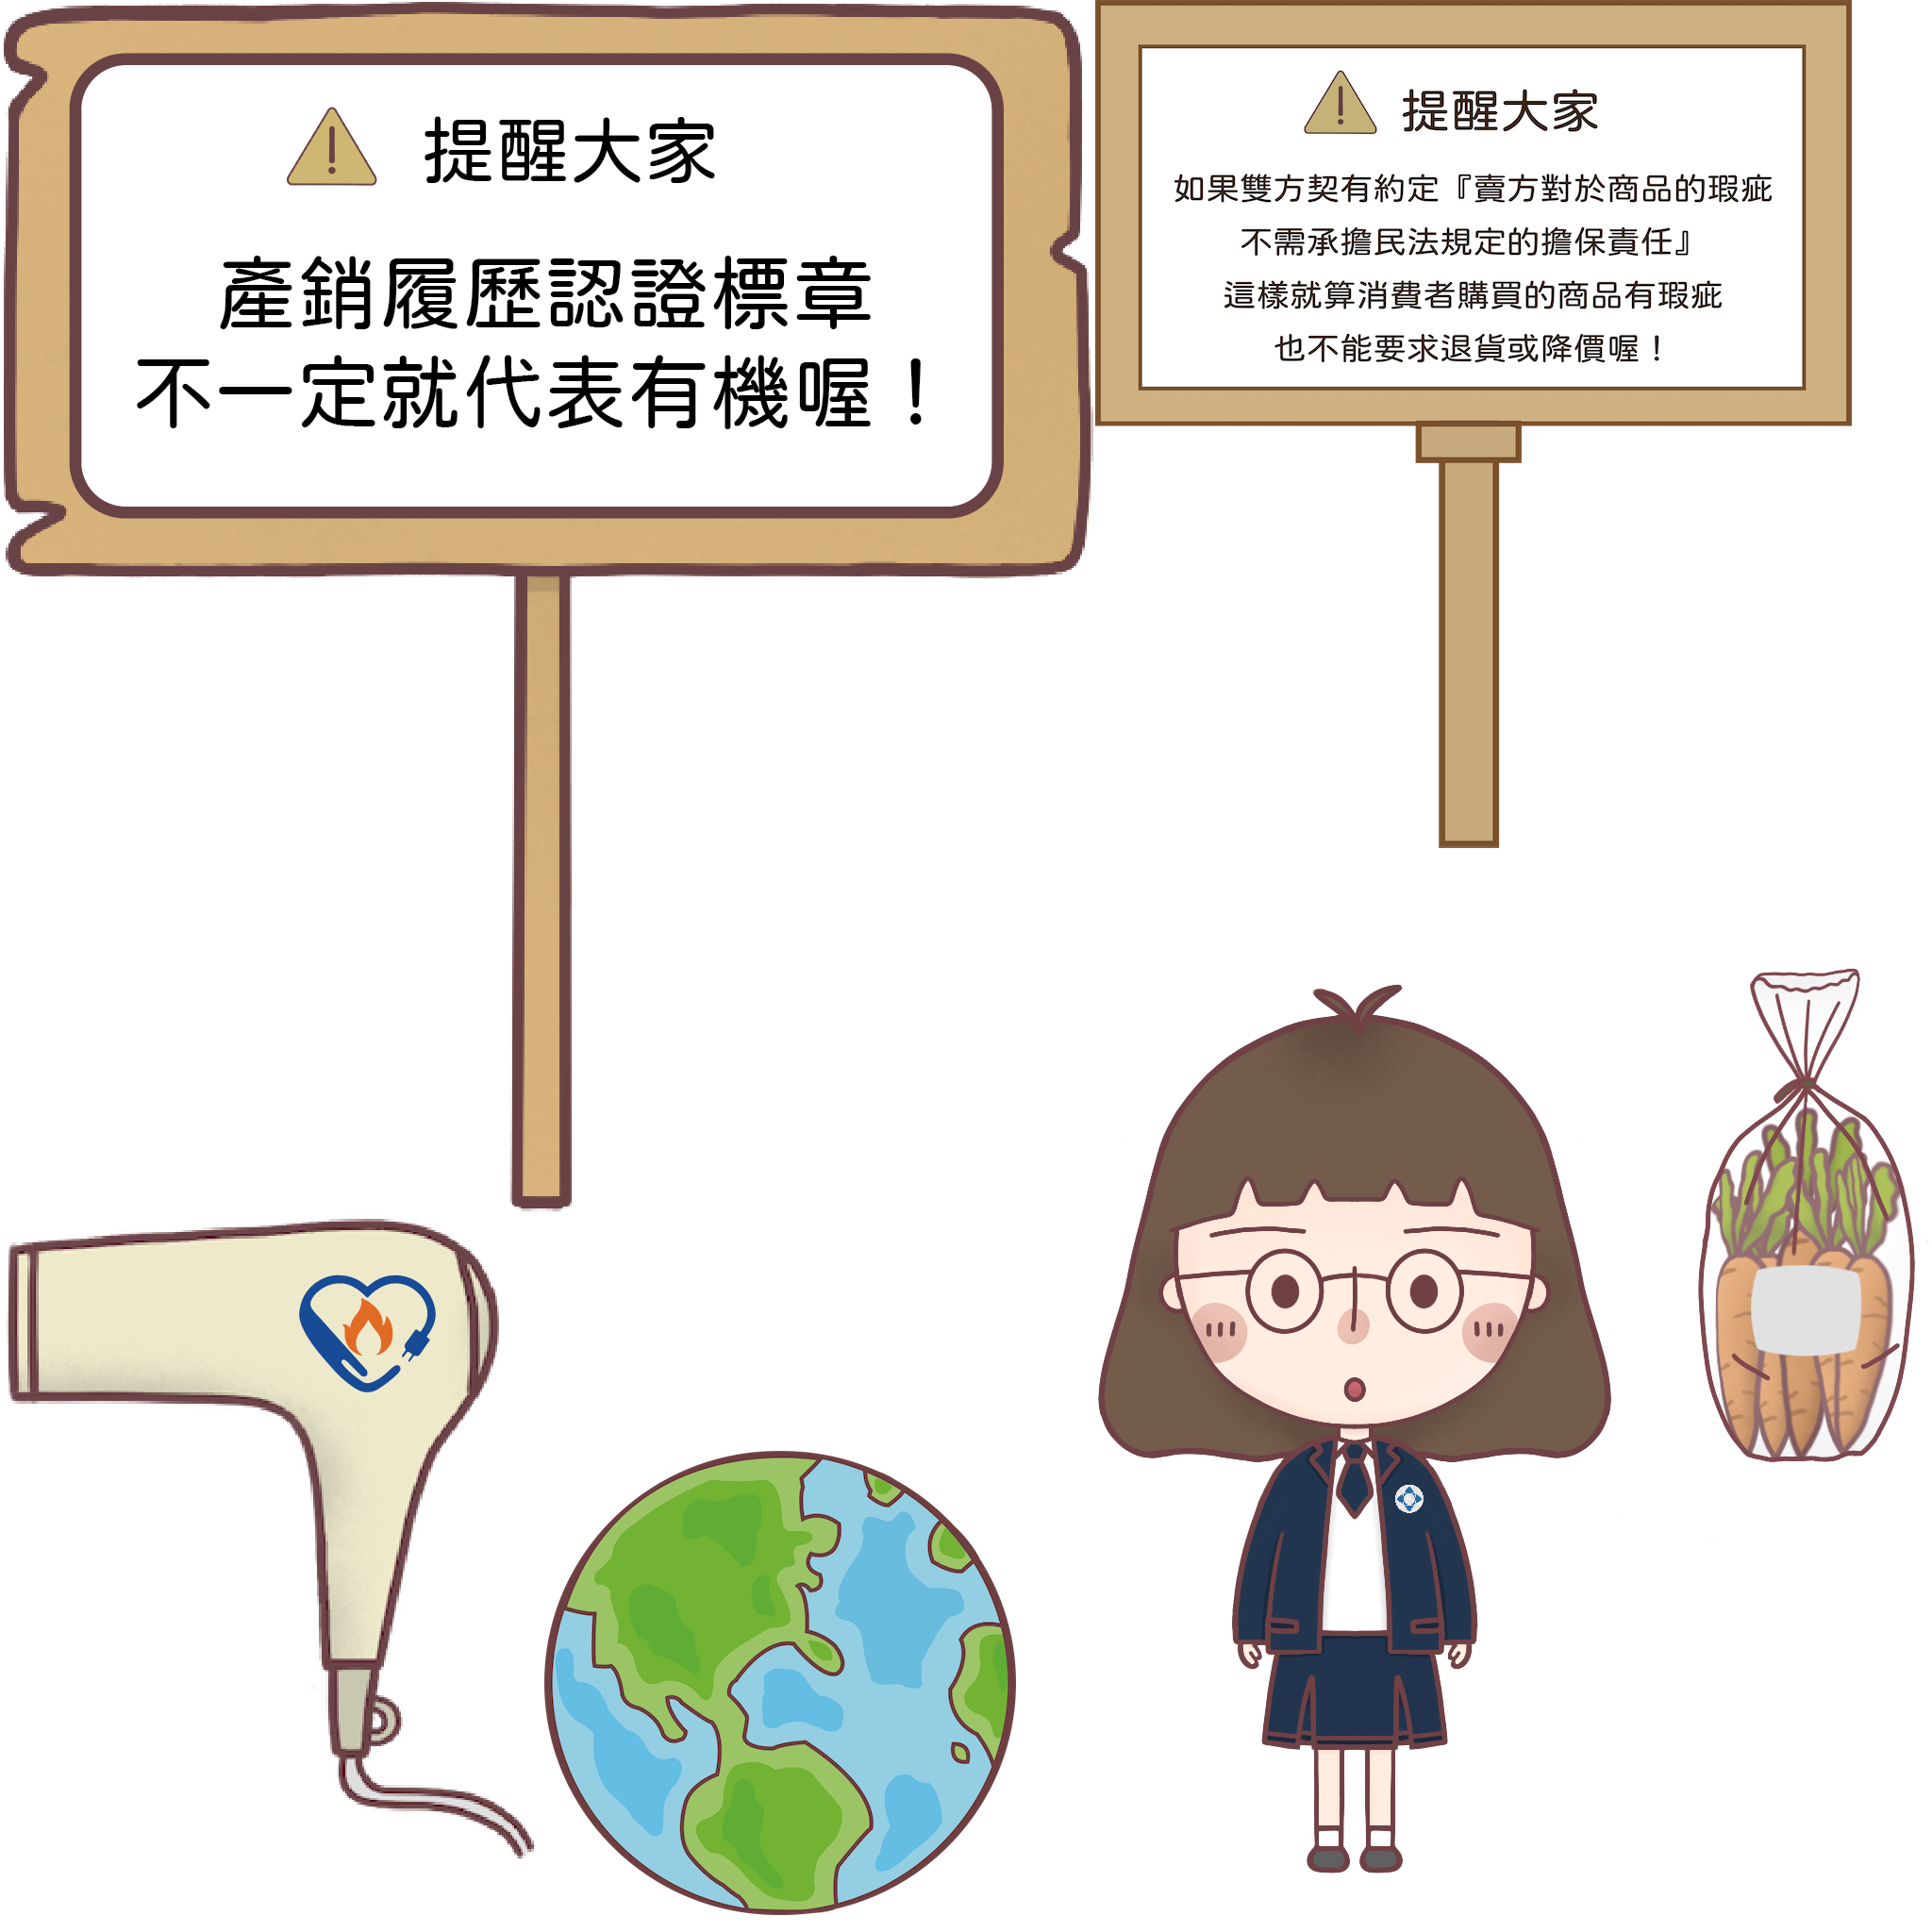 提醒大家
產銷履歷認證標章
不一定就代表有機喔！
提醒大家
如果雙方契有約定『賣方對於商品的瑕疵
不需承擔民法規定的擔保責任』
這樣就算消費者購買的商品有瑕疵
也不能要求退貨或降價喔！